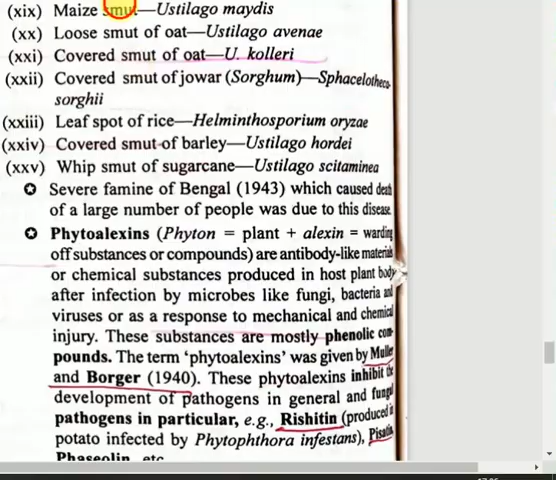 (xix) Maize smut—Ustilago maydis
(xx) Loose smut of oat—Ustilago avenae
(xxi) Covered smut of oat—U. kolleri
(xxii) Covered smut of jowar (Sorghum)—Sphacelotheca
sorghii
(xxiii) Leaf spot of rice—Helminthosporium oryzae
(xxiv) Covered smut of barley—Ustilago hordei
(xxv) Whip smut of sugarcane—Ustilago scitaminea
✪ Severe famine of Bengal (1943) which caused death
of a large number of people was due to this disease.
✪ Phytoalexins (Phyton = plant + alexin = warding
off substances or compounds) are antibody-like materials
or chemical substances produced in host plant body
after infection by microbes like fungi, bacteria and
viruses or as a response to mechanical and chemical
injury. These substances are mostly phenolic com-
pounds. The term ‘phytoalexins’ was given by Muller
and Borger (1940). These phytoalexins inhibit the
development of pathogens in general and fungal
pathogens in particular, e.g., Rishitin (produced in
potato infected by Phytophthora infestans), Pisatin,
Phaseolin, etc.